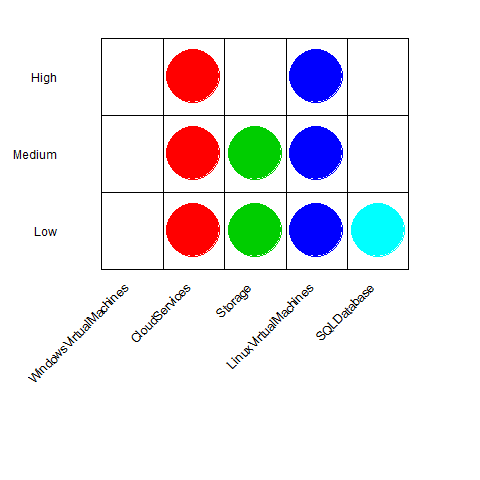 High
Medium
Low
WindowsVirtualMachines
CloudServices
Storage
LinuxVirtualMachines
SQLDatabase